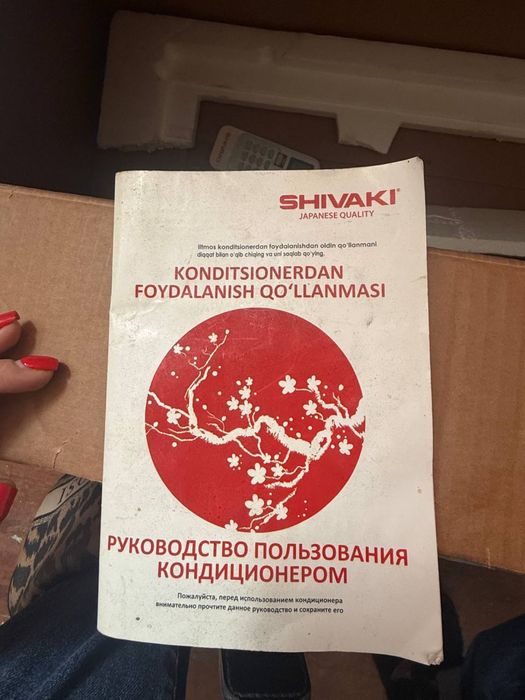 SHIVAKI®
JAPANESE QUALITY
Iltmos konditsionerdan foydalanishdan oldin qo'llanmani
diqqat bilan o'qib chiqing va uni saqlab qo'ying.
KONDITSIONERDAN
FOYDALANISH QO‘LLANMASI
РУКОВОДСТВО ПОЛЬЗОВАНИЯ
КОНДИЦИОНЕРОМ
Пожалуйста, перед использованием кондиционера
внимательно прочтите данное руководство и сохраните его